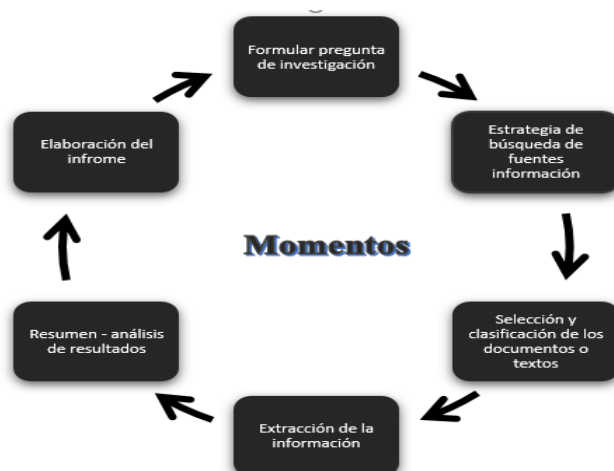 Formular pregunta
de investigación
Estrategia de
búsqueda de
fuentes
información
Selección y
clasificación de los
documentos o
textos
Extracción de la
información
Resumen - análisis
de resultados
Elaboración del
infrome
Momentos